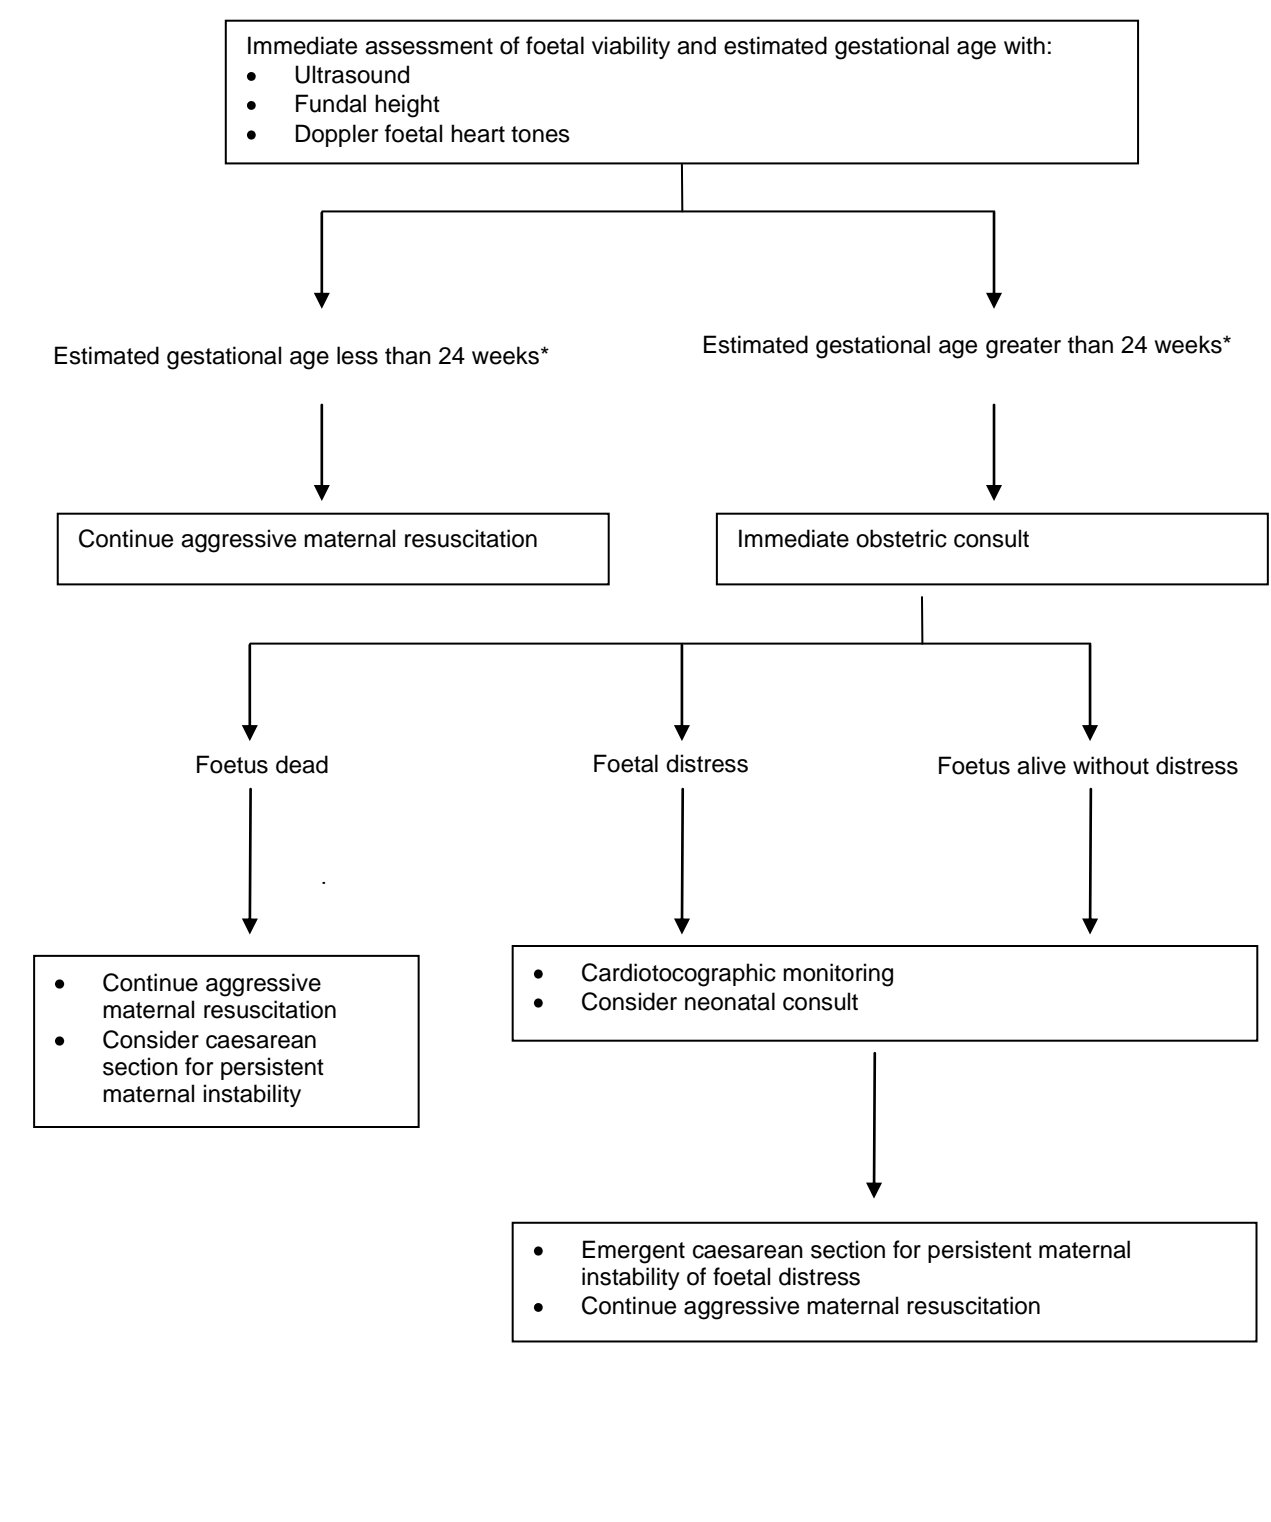 Immediate assessment of foetal viability and estimated gestational age with:
• Ultrasound
• Fundal height
• Doppler foetal heart tones
Estimated gestational age less than 24 weeks*
Estimated gestational age greater than 24 weeks*
Continue aggressive maternal resuscitation
Immediate obstetric consult
Foetus dead
Foetal distress
Foetus alive without distress
.
• Continue aggressive
maternal resuscitation
• Consider caesarean
section for persistent
maternal instability
• Cardiotocographic monitoring
• Consider neonatal consult
• Emergent caesarean section for persistent maternal
instability of foetal distress
• Continue aggressive maternal resuscitation